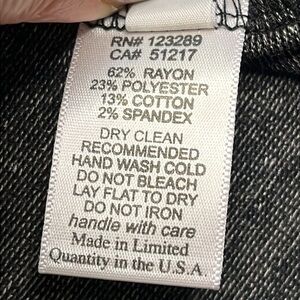 RN# 123289
CA# 51217
62% RAYON
23% POLYESTER
13% COTTON
2% SPANDEX
DRY CLEAN
RECOMMENDED
HAND WASH COLD
DO NOT BLEACH
LAY FLAT TO DRY
DO NOT IRON
handle with care
Made in Limited
Quantity in the U.S.A.